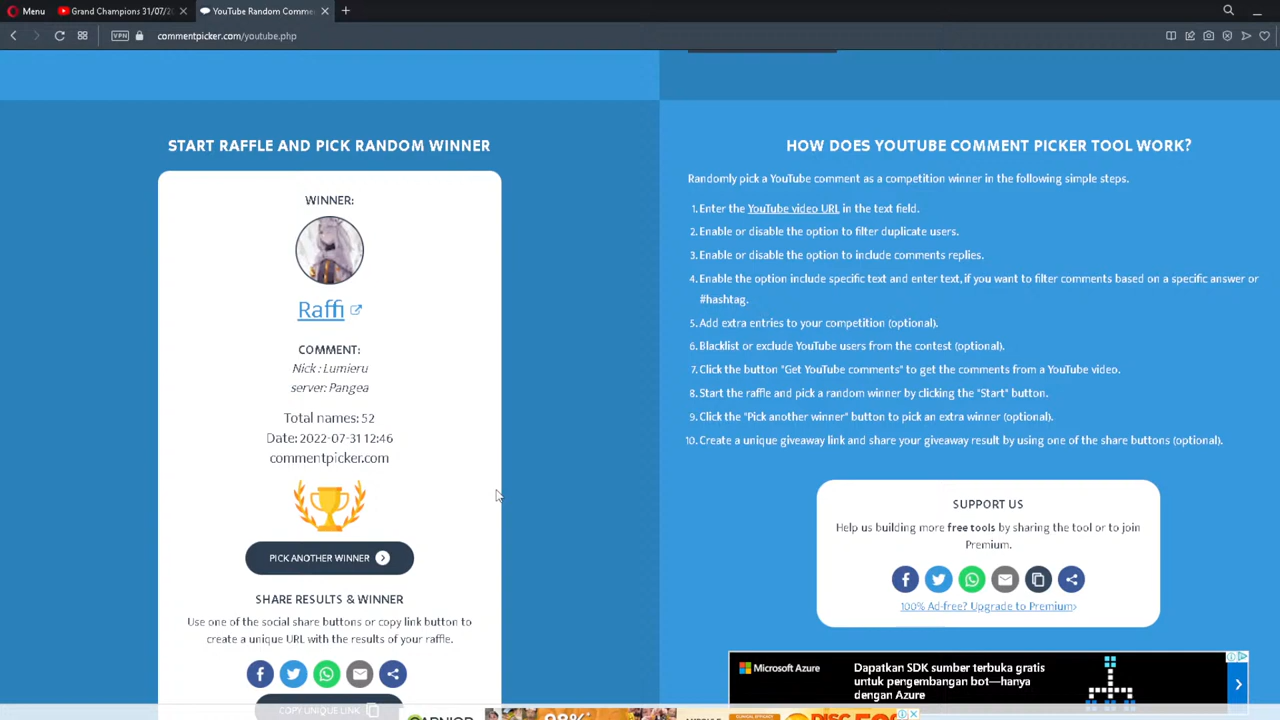 Menu
Grand Champions 31/07/20
YouTube Random Comme
VPN
commentpicker.com/youtube.php
START RAFFLE AND PICK RANDOM WINNER
WINNER:
Raffi
COMMENT:
Nick : Lumieru
server: Pangea
Total names: 52
Date: 2022-07-31 12:46
commentpicker.com
PICK ANOTHER WINNER
SHARE RESULTS & WINNER
Use one of the social share buttons or copy link button to
create a unique URL with the results of your raffle.
COPY UNIQUE LINK
HOW DOES YOUTUBE COMMENT PICKER TOOL WORK?
Randomly pick a YouTube comment as a competition winner in the following simple steps.
1. Enter the YouTube video URL in the text field.
2. Enable or disable the option to filter duplicate users.
3. Enable or disable the option to include comments replies.
4. Enable the option include specific text and enter text, if you want to filter comments based on a specific answer or
#hashtag.
5. Add extra entries to your competition (optional).
6. Blacklist or exclude YouTube users from the contest (optional).
7. Click the button "Get YouTube comments" to get the comments from a YouTube video.
8. Start the raffle and pick a random winner by clicking the "Start" button.
9. Click the "Pick another winner" button to pick an extra winner (optional).
10. Create a unique giveaway link and share your giveaway result by using one of the share buttons (optional).
SUPPORT US
Help us building more free tools by sharing the tool or to join
Premium.
100% Ad-free? Upgrade to Premium
Microsoft Azure
Dapatkan SDK sumber terbuka gratis
untuk pengembangan bot—hanya
dengan Azure
GARNIER
98%